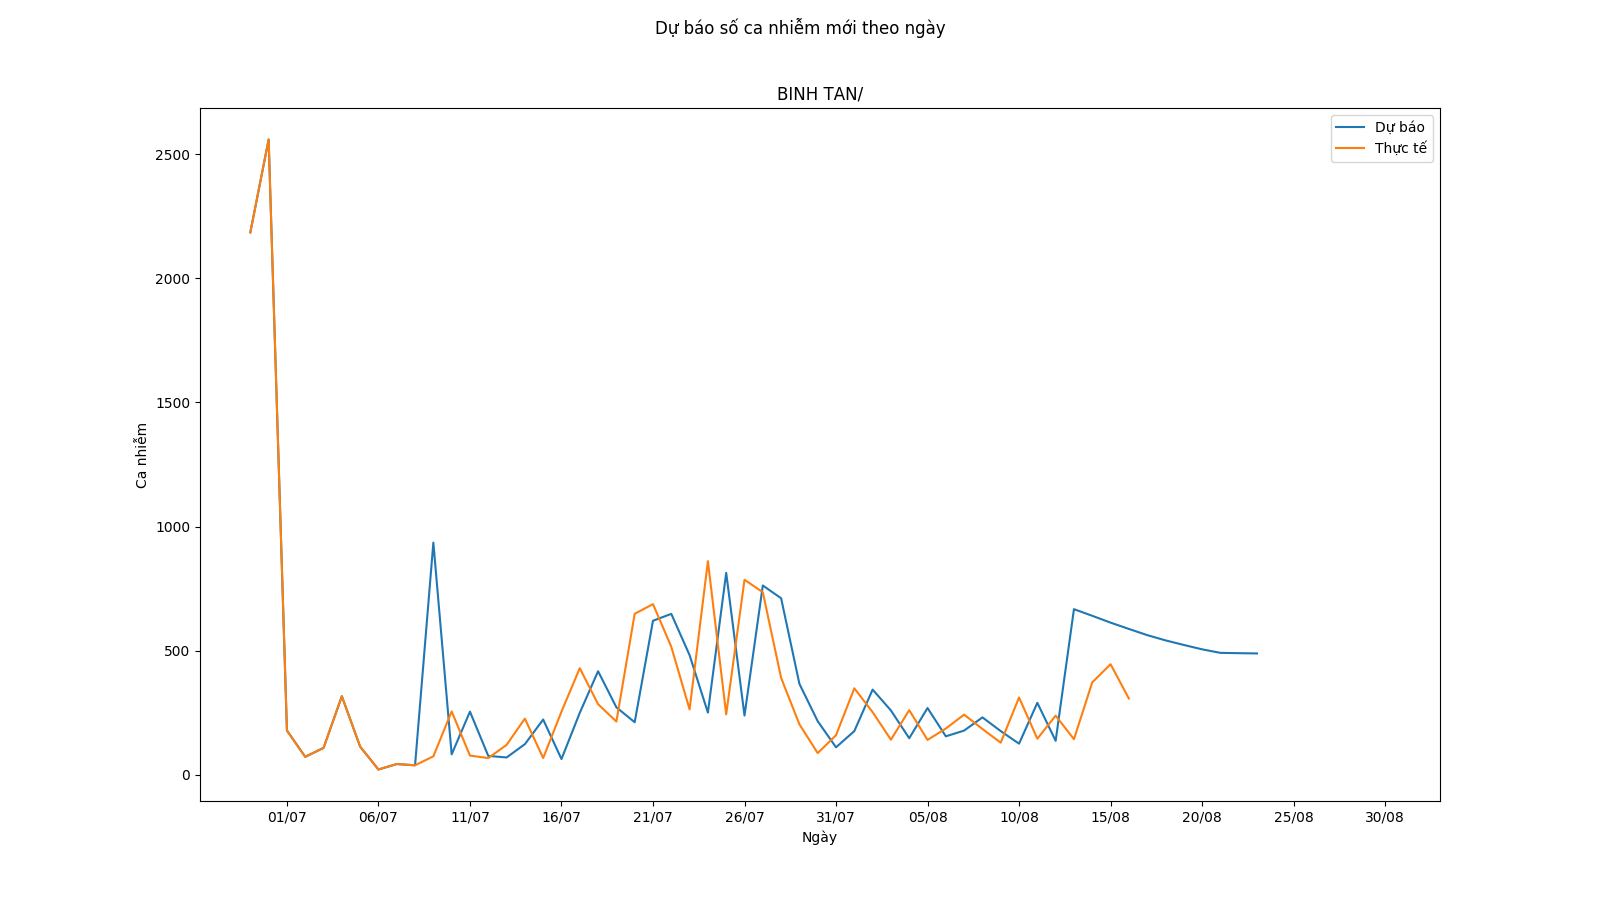 Dự báo số ca nhiễm mới theo ngày
BINH TAN/
Dự báo
Thực tế
2500
2000
1500
1000
500
0
Ca nhiễm
01/07 06/07 11/07 16/07 21/07 26/07 31/07 05/08 10/08 15/08 20/08 25/08 30/08
Ngày